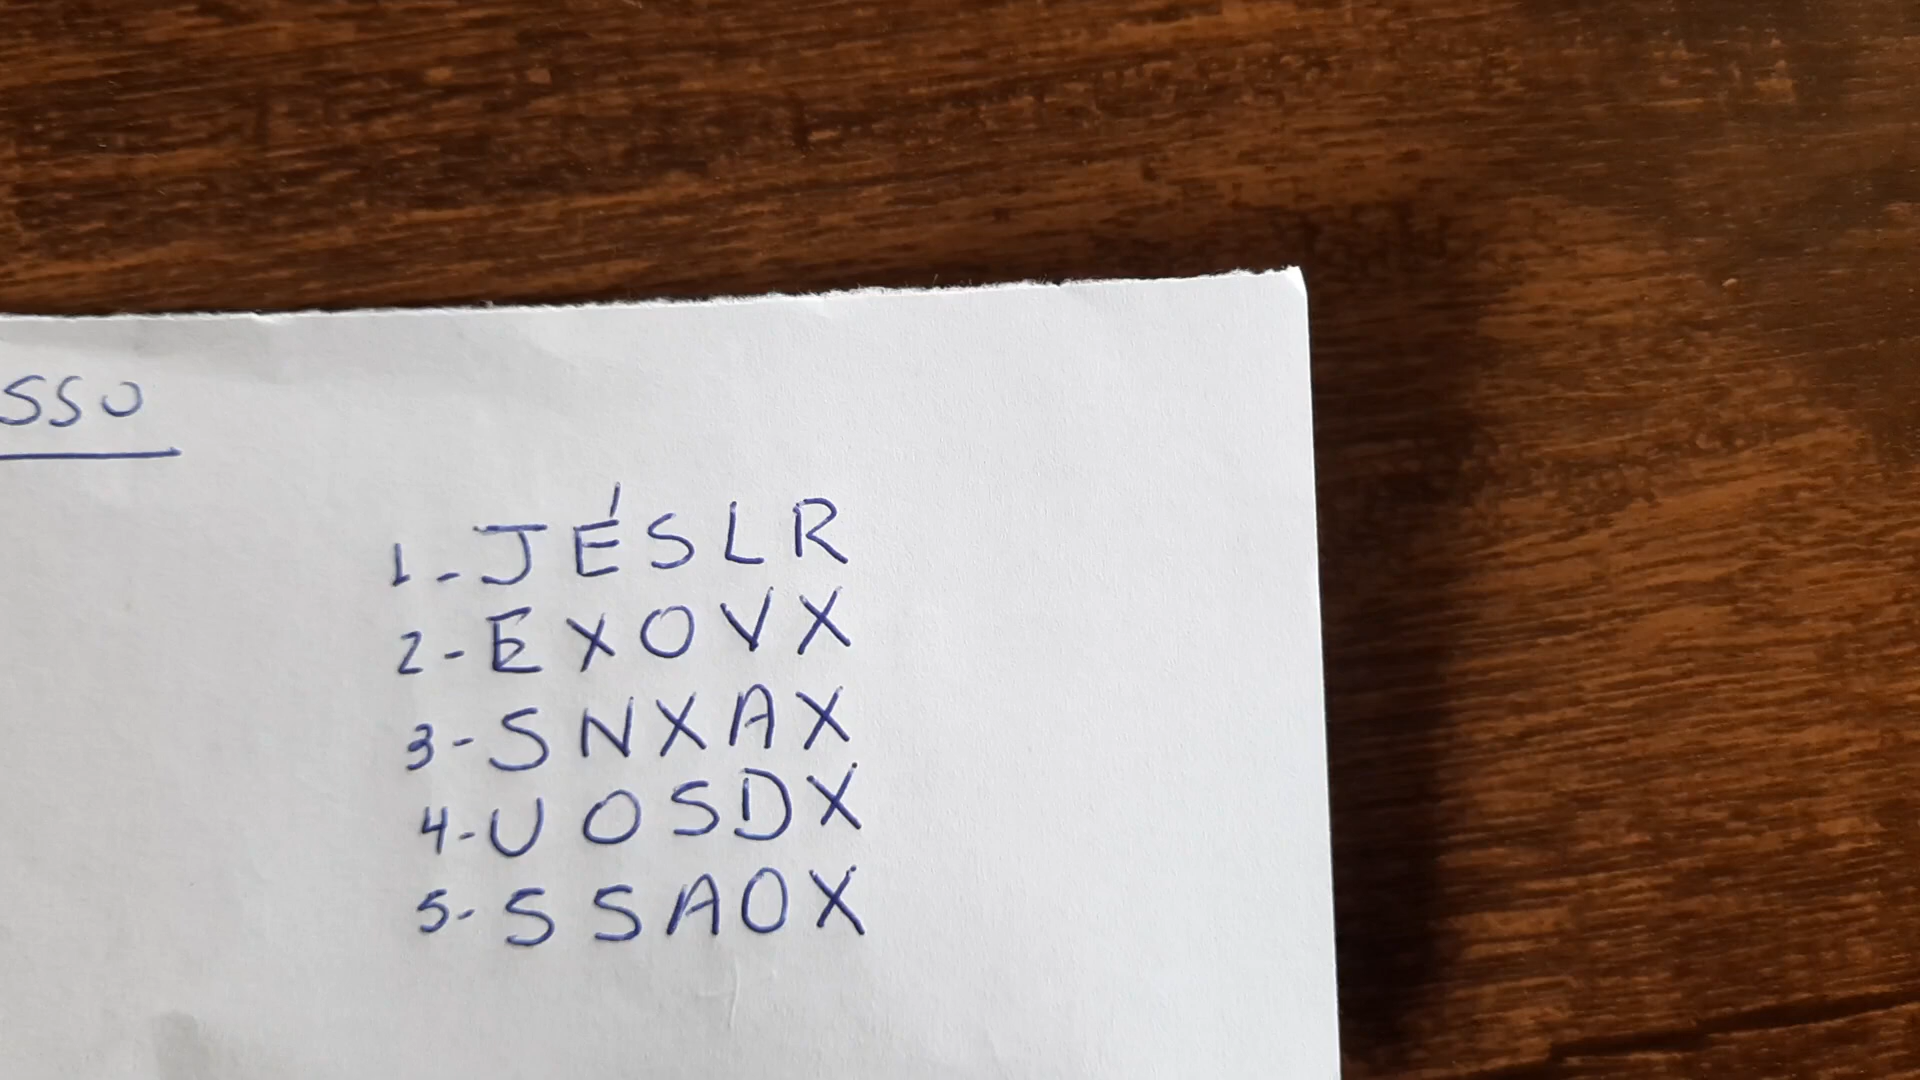 SSO
1-JÉSLR
2-EXOVX
3-SNXAX
4-UOSDX
5-SSAOX